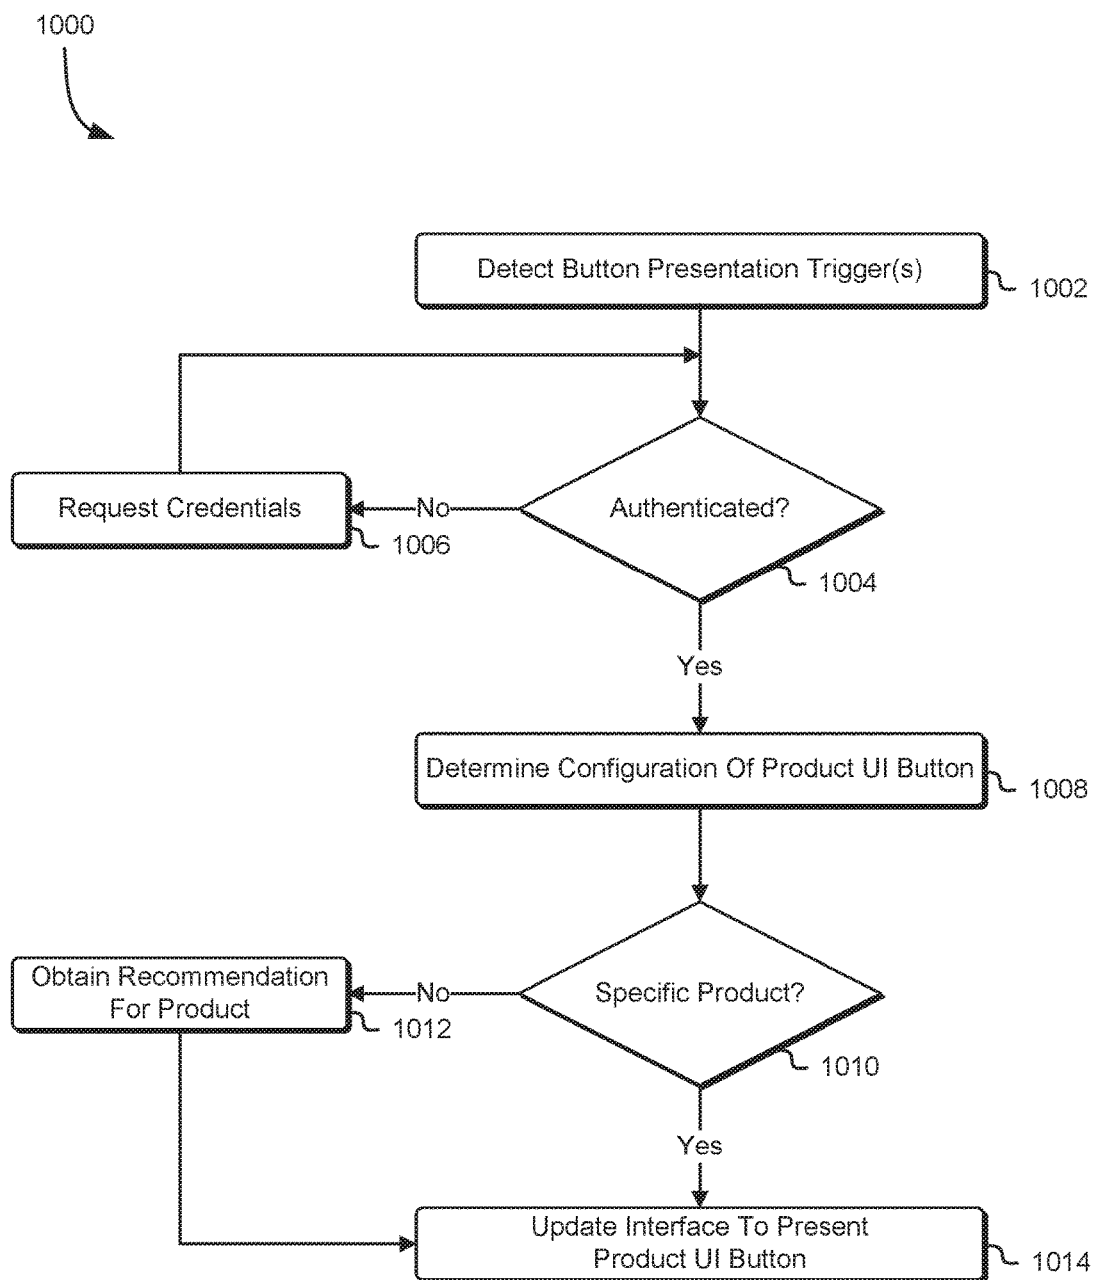 1000
Detect Button Presentation Trigger(s)
1002
Request Credentials
1006
No
Authenticated?
1004
Yes
Determine Configuration Of Product UI Button
1008
Obtain Recommendation
For Product
1012
No
Specific Product?
1010
Yes
Update Interface To Present
Product UI Button
1014